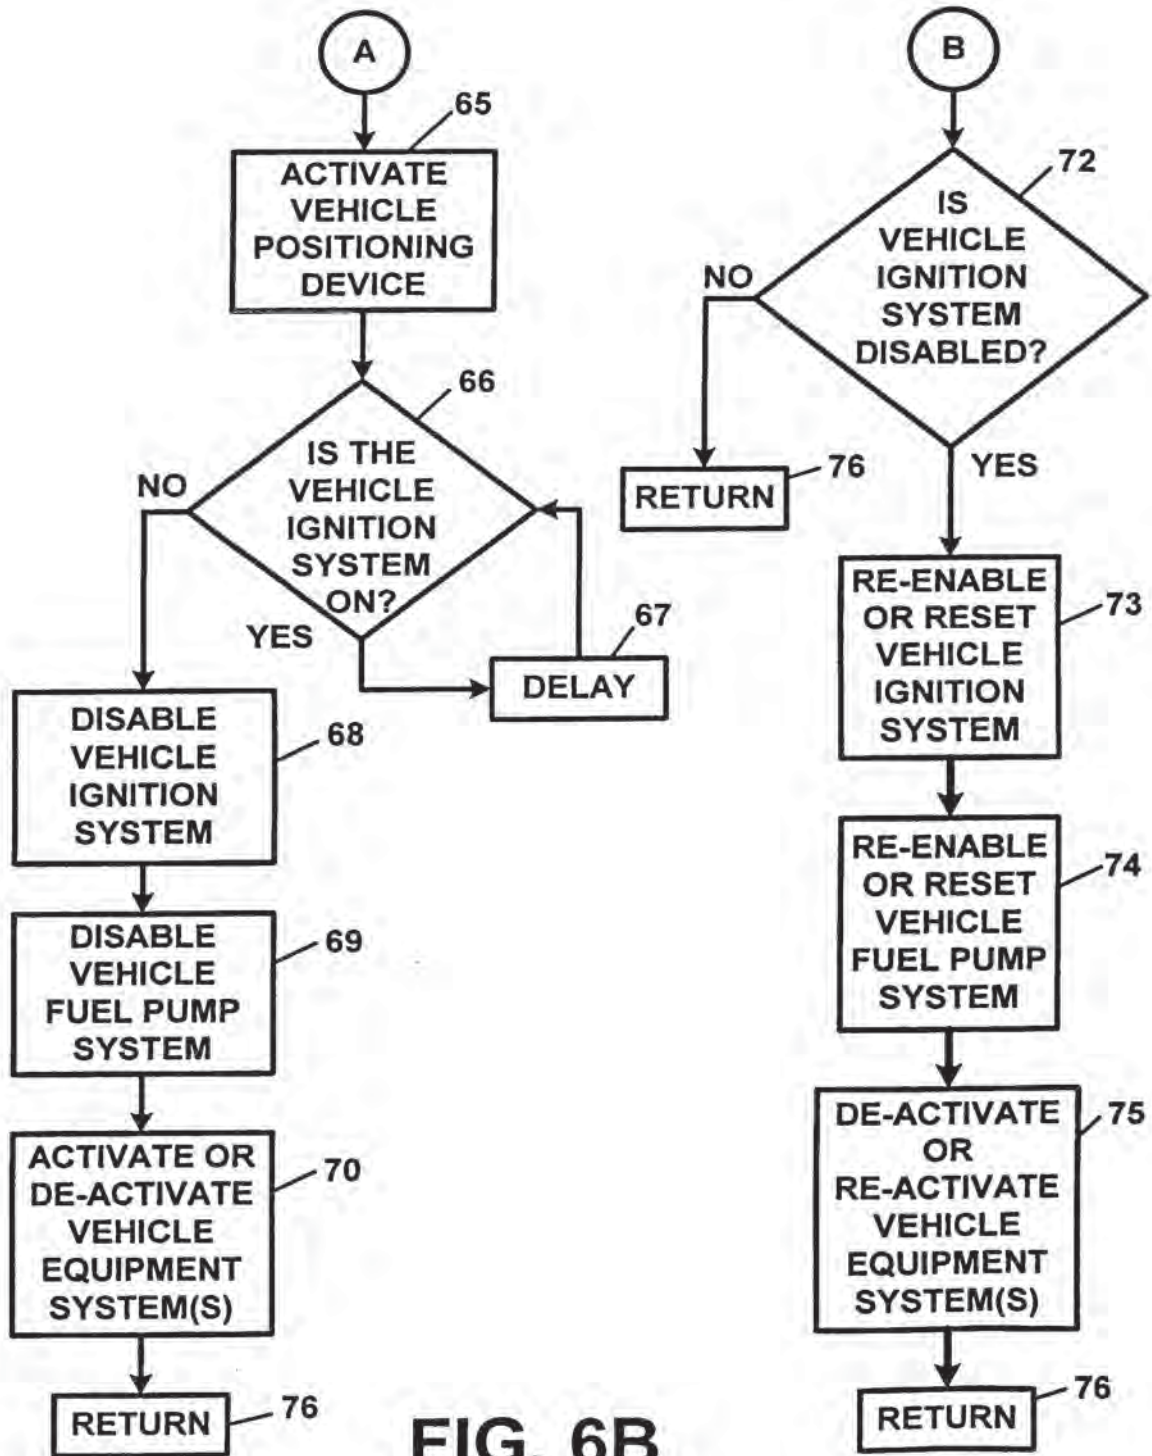 A
65
ACTIVATE
VEHICLE
POSITIONING
DEVICE
66
IS THE
VEHICLE
IGNITION
SYSTEM
ON?
NO
YES
67
DELAY
DISABLE
VEHICLE
IGNITION
SYSTEM
68
DISABLE
VEHICLE
FUEL PUMP
SYSTEM
69
ACTIVATE OR
DE-ACTIVATE
VEHICLE
EQUIPMENT
SYSTEM(S)
70
RETURN
76
B
72
IS
VEHICLE
IGNITION
SYSTEM
DISABLED?
NO
RETURN
76
YES
RE-ENABLE
OR RESET
VEHICLE
IGNITION
SYSTEM
73
RE-ENABLE
OR RESET
VEHICLE
FUEL PUMP
SYSTEM
74
DE-ACTIVATE
OR
RE-ACTIVATE
VEHICLE
EQUIPMENT
SYSTEM(S)
75
RETURN
76
FIG. 6B